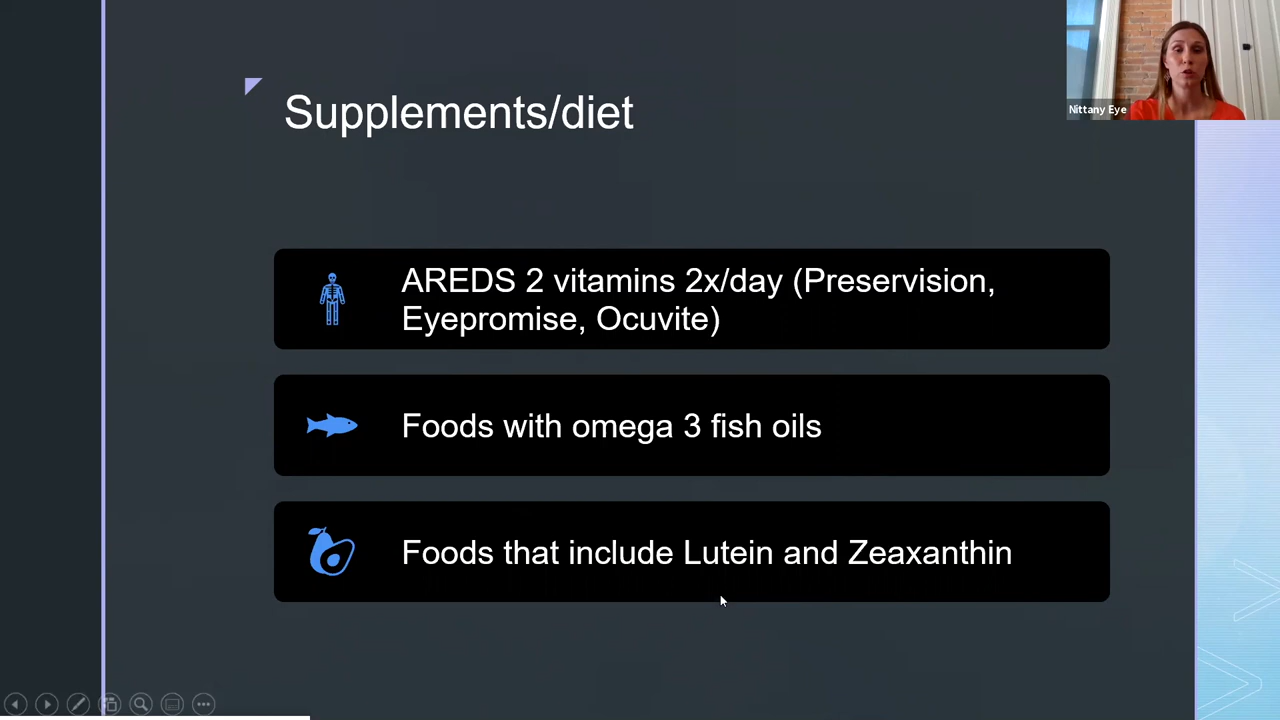 Nittany Eye
Supplements/diet
AREDS 2 vitamins 2x/day (Preservision,
Eyepromise, Ocuvite)
Foods with omega 3 fish oils
Foods that include Lutein and Zeaxanthin